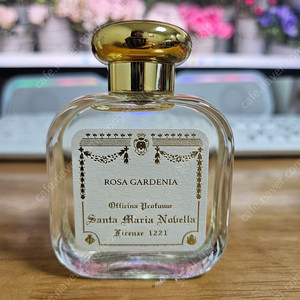 ROSA GARDENIA
Officina Profumo
Santa Maria Novella
Firenze 1221